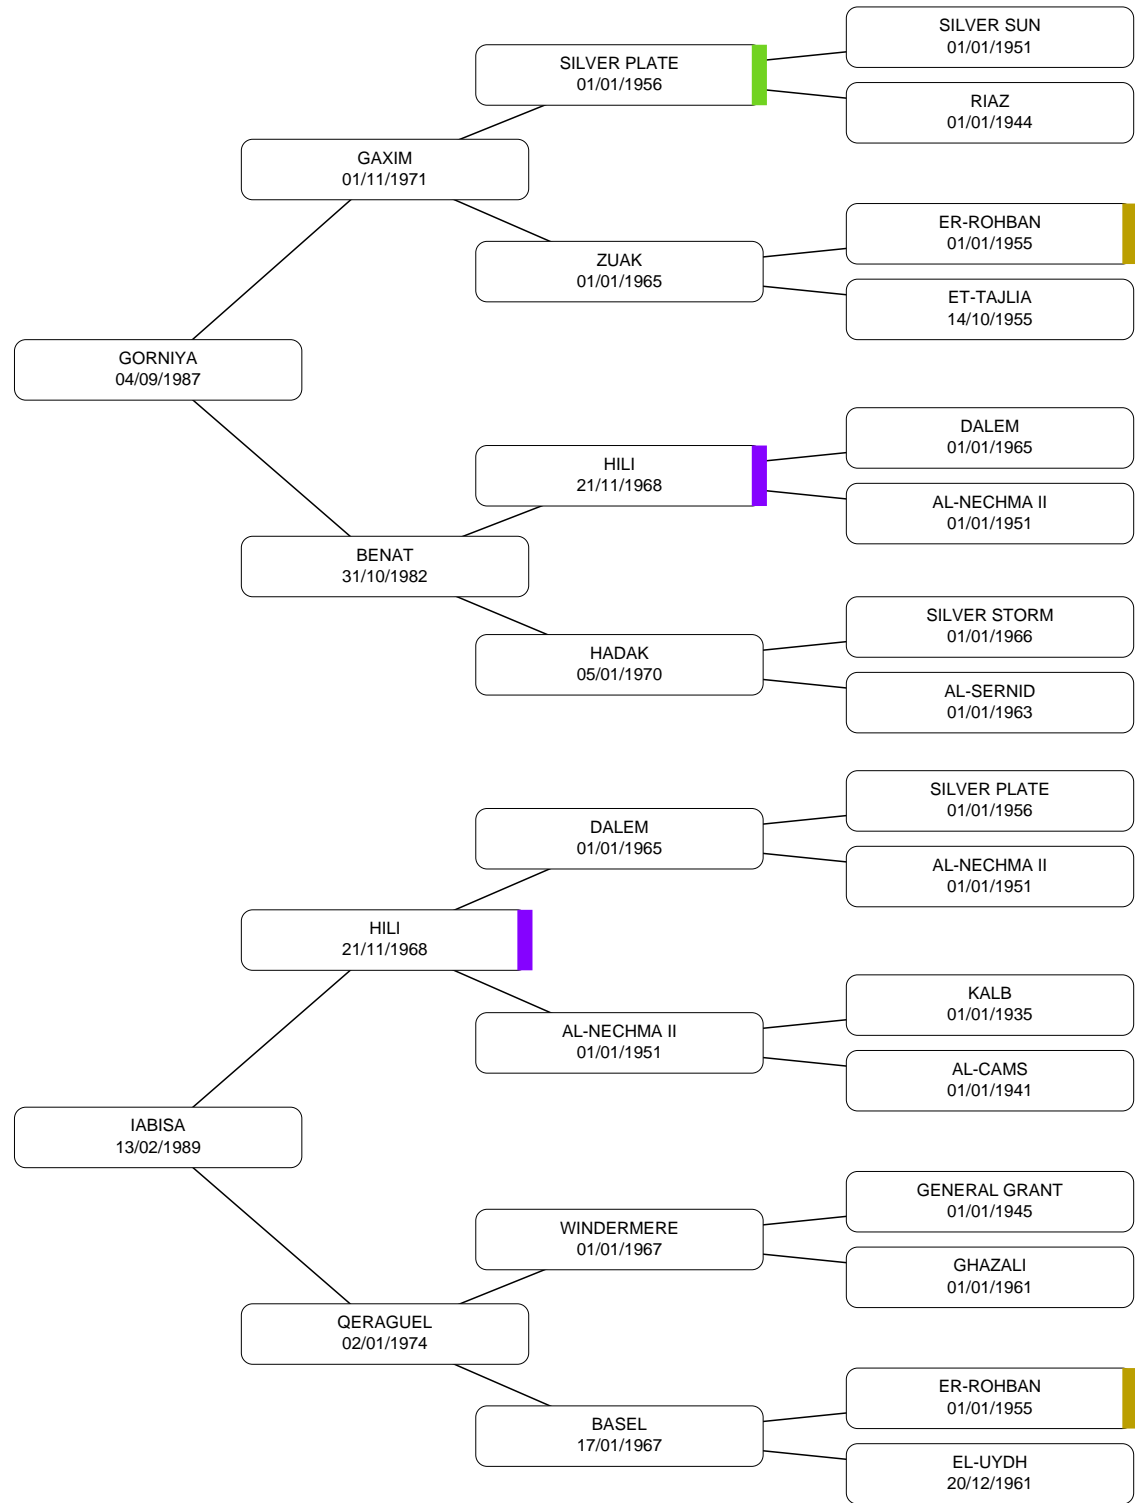 SILVER SUN
01/01/1951
SILVER PLATE
01/01/1956
RIAZ
01/01/1944
GAXIM
01/11/1971
ER-ROHBAN
01/01/1955
ZUAK
01/01/1965
ET-TAJLIA
14/10/1955
GORNIYA
04/09/1987
DALEM
01/01/1965
HILI
21/11/1968
AL-NECHMA II
01/01/1951
BENAT
31/10/1982
SILVER STORM
01/01/1966
HADAK
05/01/1970
AL-SERNID
01/01/1963
SILVER PLATE
01/01/1956
DALEM
01/01/1965
AL-NECHMA II
01/01/1951
HILI
21/11/1968
KALB
01/01/1935
AL-NECHMA II
01/01/1951
AL-CAMS
01/01/1941
IABISA
13/02/1989
GENERAL GRANT
01/01/1945
WINDERMERE
01/01/1967
GHAZALI
01/01/1961
QERAGUEL
02/01/1974
ER-ROHBAN
01/01/1955
BASEL
17/01/1967
EL-UYDH
20/12/1961